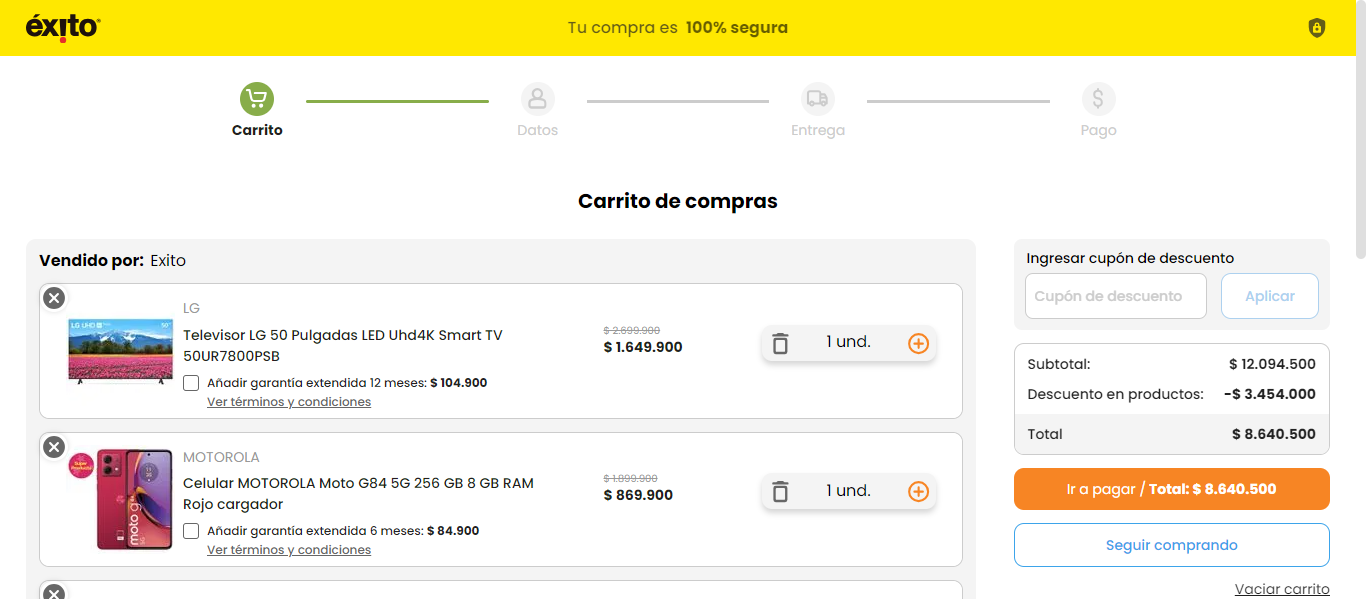 éxito
Tu compra es 100% segura
Carrito
Datos
Entrega
Pago
Carrito de compras
Vendido por: Exito
LG
Televisor LG 50 Pulgadas LED Uhd4K Smart TV
50UR7800PSB
Añadir garantía extendida 12 meses: $ 104.900
Ver términos y condiciones
$ 2.699.900
$ 1.649.900
1 und.
MOTOROLA
Celular MOTOROLA Moto G84 5G 256 GB 8 GB RAM
Rojo cargador
Añadir garantía extendida 6 meses: $ 84.900
Ver términos y condiciones
$ 1.899.900
$ 869.900
1 und.
Ingresar cupón de descuento
Cupón de descuento
Aplicar
Subtotal: $ 12.094.500
Descuento en productos: -$ 3.454.000
Total $ 8.640.500
Ir a pagar / Total: $ 8.640.500
Seguir comprando
Vaciar carrito